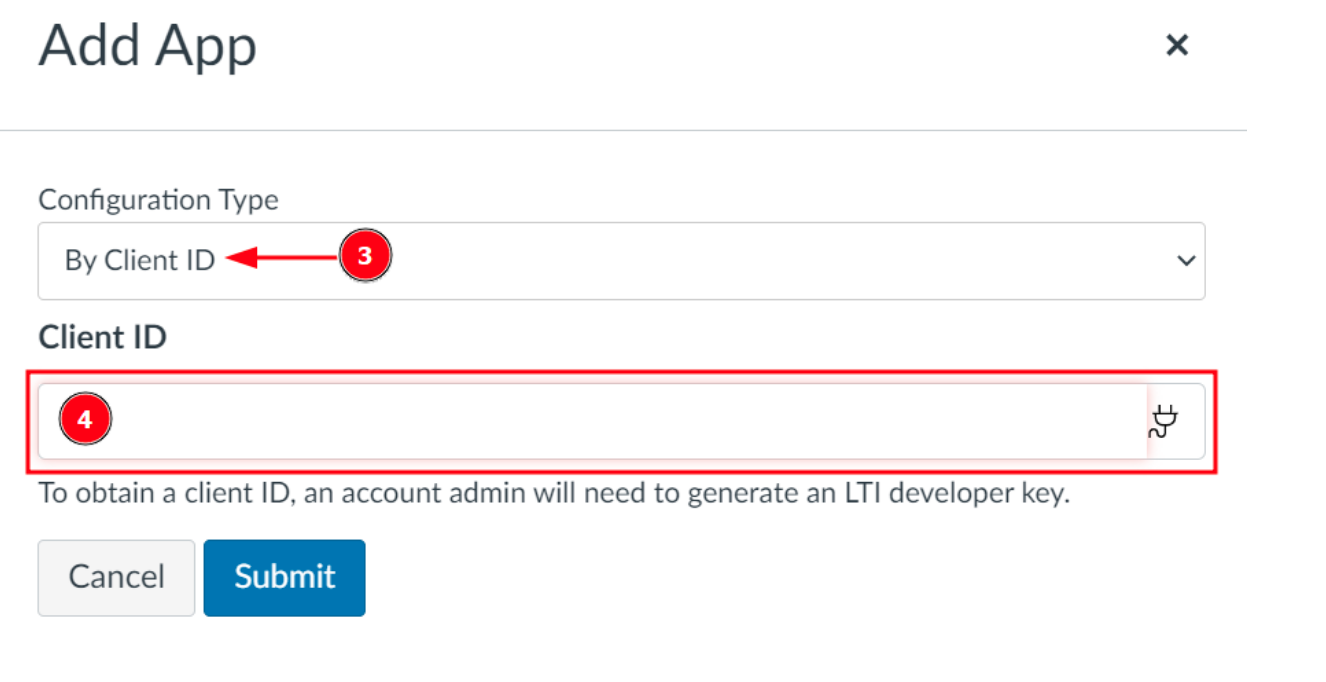 Add App
×
Configuration Type
By Client ID 3
Client ID
4
To obtain a client ID, an account admin will need to generate an LTI developer key.
Cancel Submit